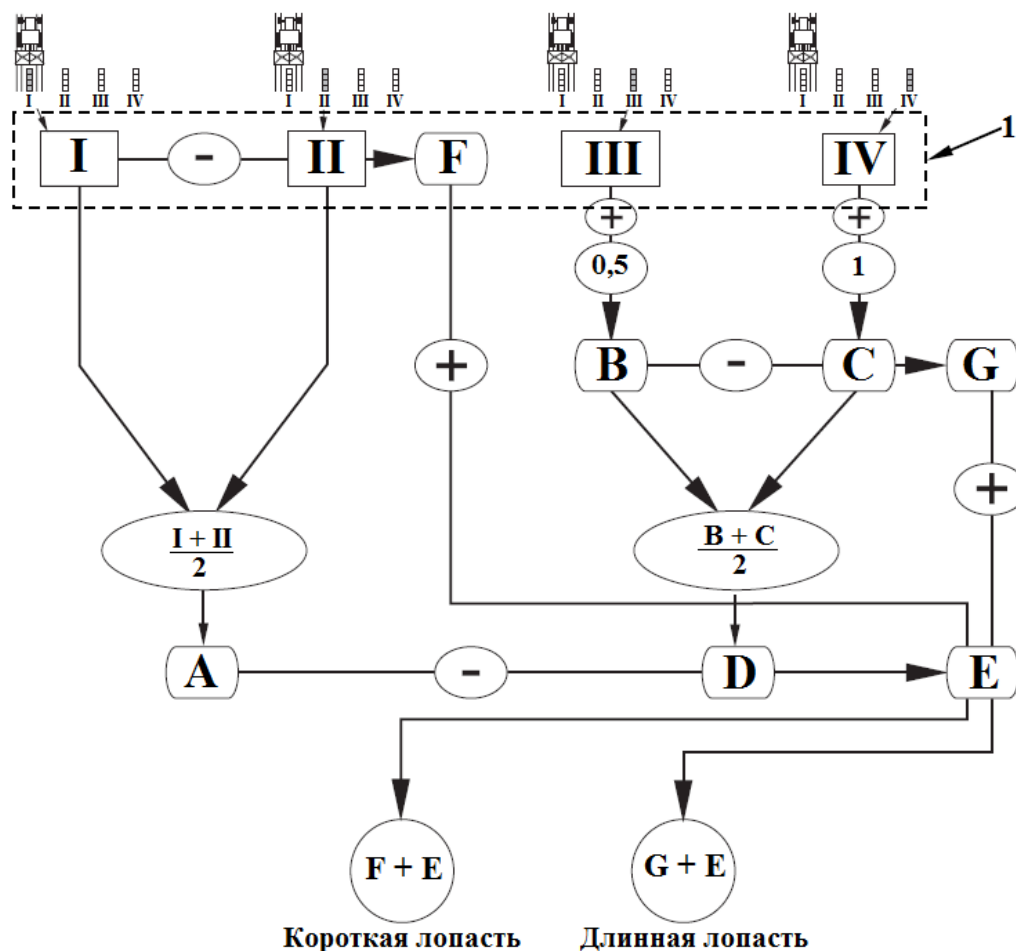 I II III IV I II III IV I II III IV I II III IV
I - II F III IV 1
+ +
0,5 1
+ B - C G
+
I + II
2
B + C
2
A - D E
F + E G + E
Короткая лопасть Длинная лопасть